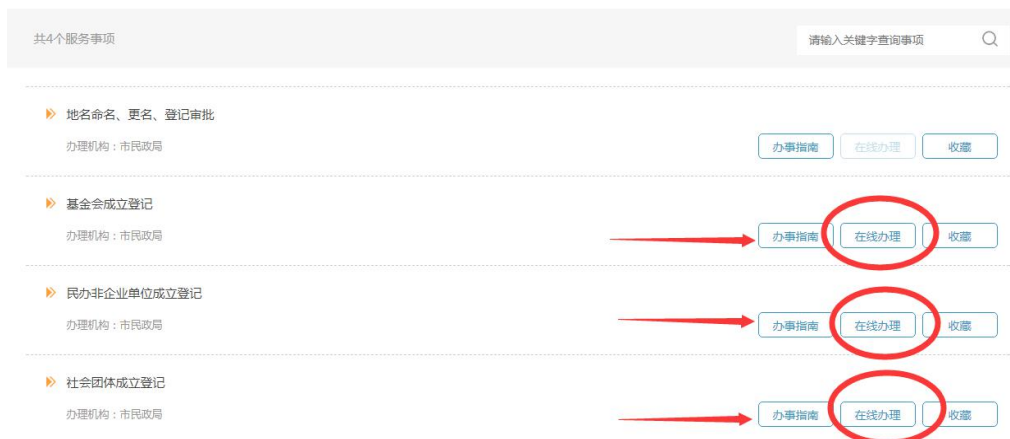 共4个服务事项 请输入关键字查询事项
地名命名、更名、登记审批
办理机构：市民政局 办事指南 在线办理 收藏
基金会成立登记
办理机构：市民政局 办事指南 在线办理 收藏
民办非企业单位成立登记
办理机构：市民政局 办事指南 在线办理 收藏
社会团体成立登记
办理机构：市民政局 办事指南 在线办理 收藏